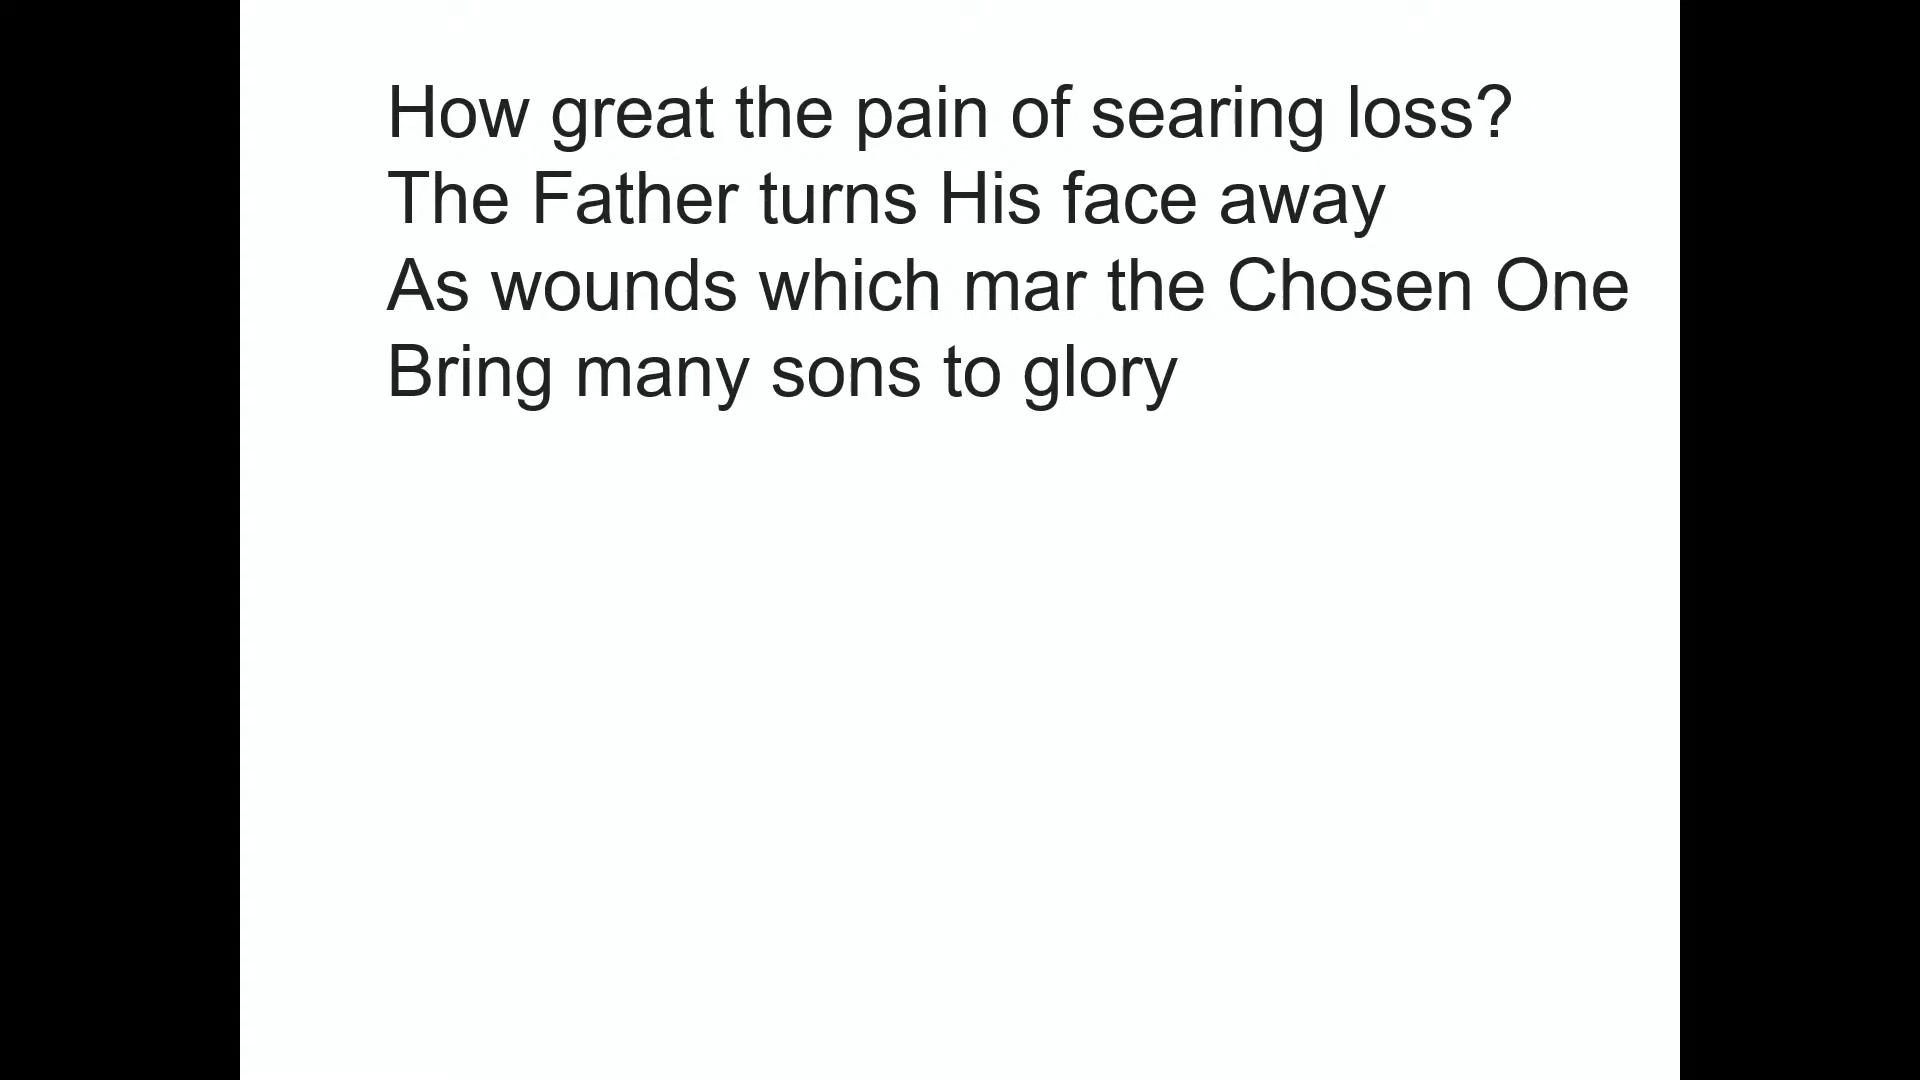 How great the pain of searing loss?
The Father turns His face away
As wounds which mar the Chosen One
Bring many sons to glory